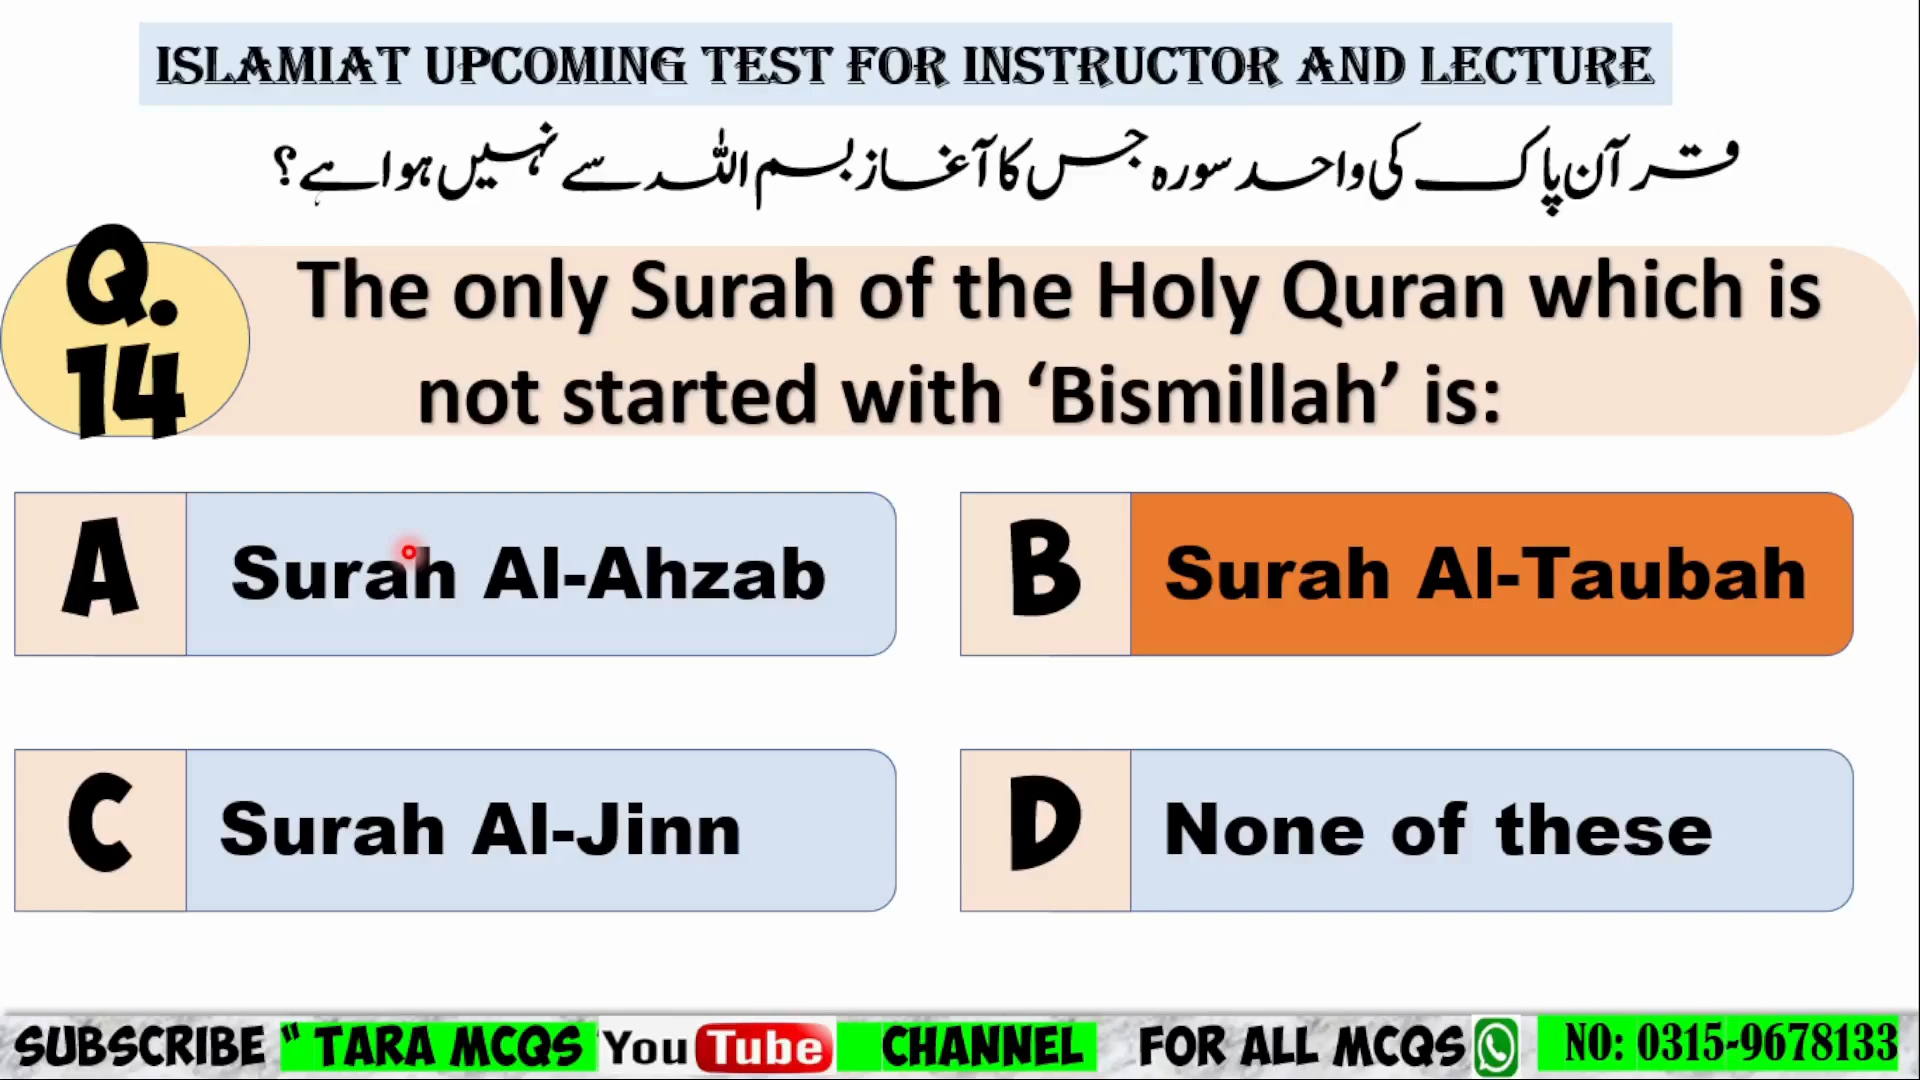 ISLAMIAT UPCOMING TEST FOR INSTRUCTOR AND LECTURE
قرآن پاک کی واحد سورہ جس کا آغاز بسم اللہ سے نہیں ہوا ہے؟
Q. 14
The only Surah of the Holy Quran which is
not started with ‘Bismillah’ is:
A Surah Al-Ahzab
B Surah Al-Taubah
C Surah Al-Jinn
D None of these
SUBSCRIBE " TARA MCQS YouTube CHANNEL FOR ALL MCQS NO: 0315-9678133